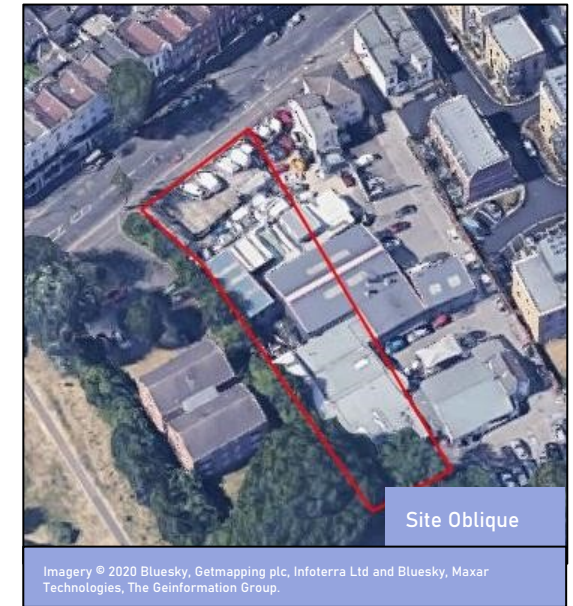 Site Oblique
Imagery © 2020 Bluesky, Getmapping plc, Infoterra Ltd and Bluesky, Maxar
Technologies, The Geinformation Group.